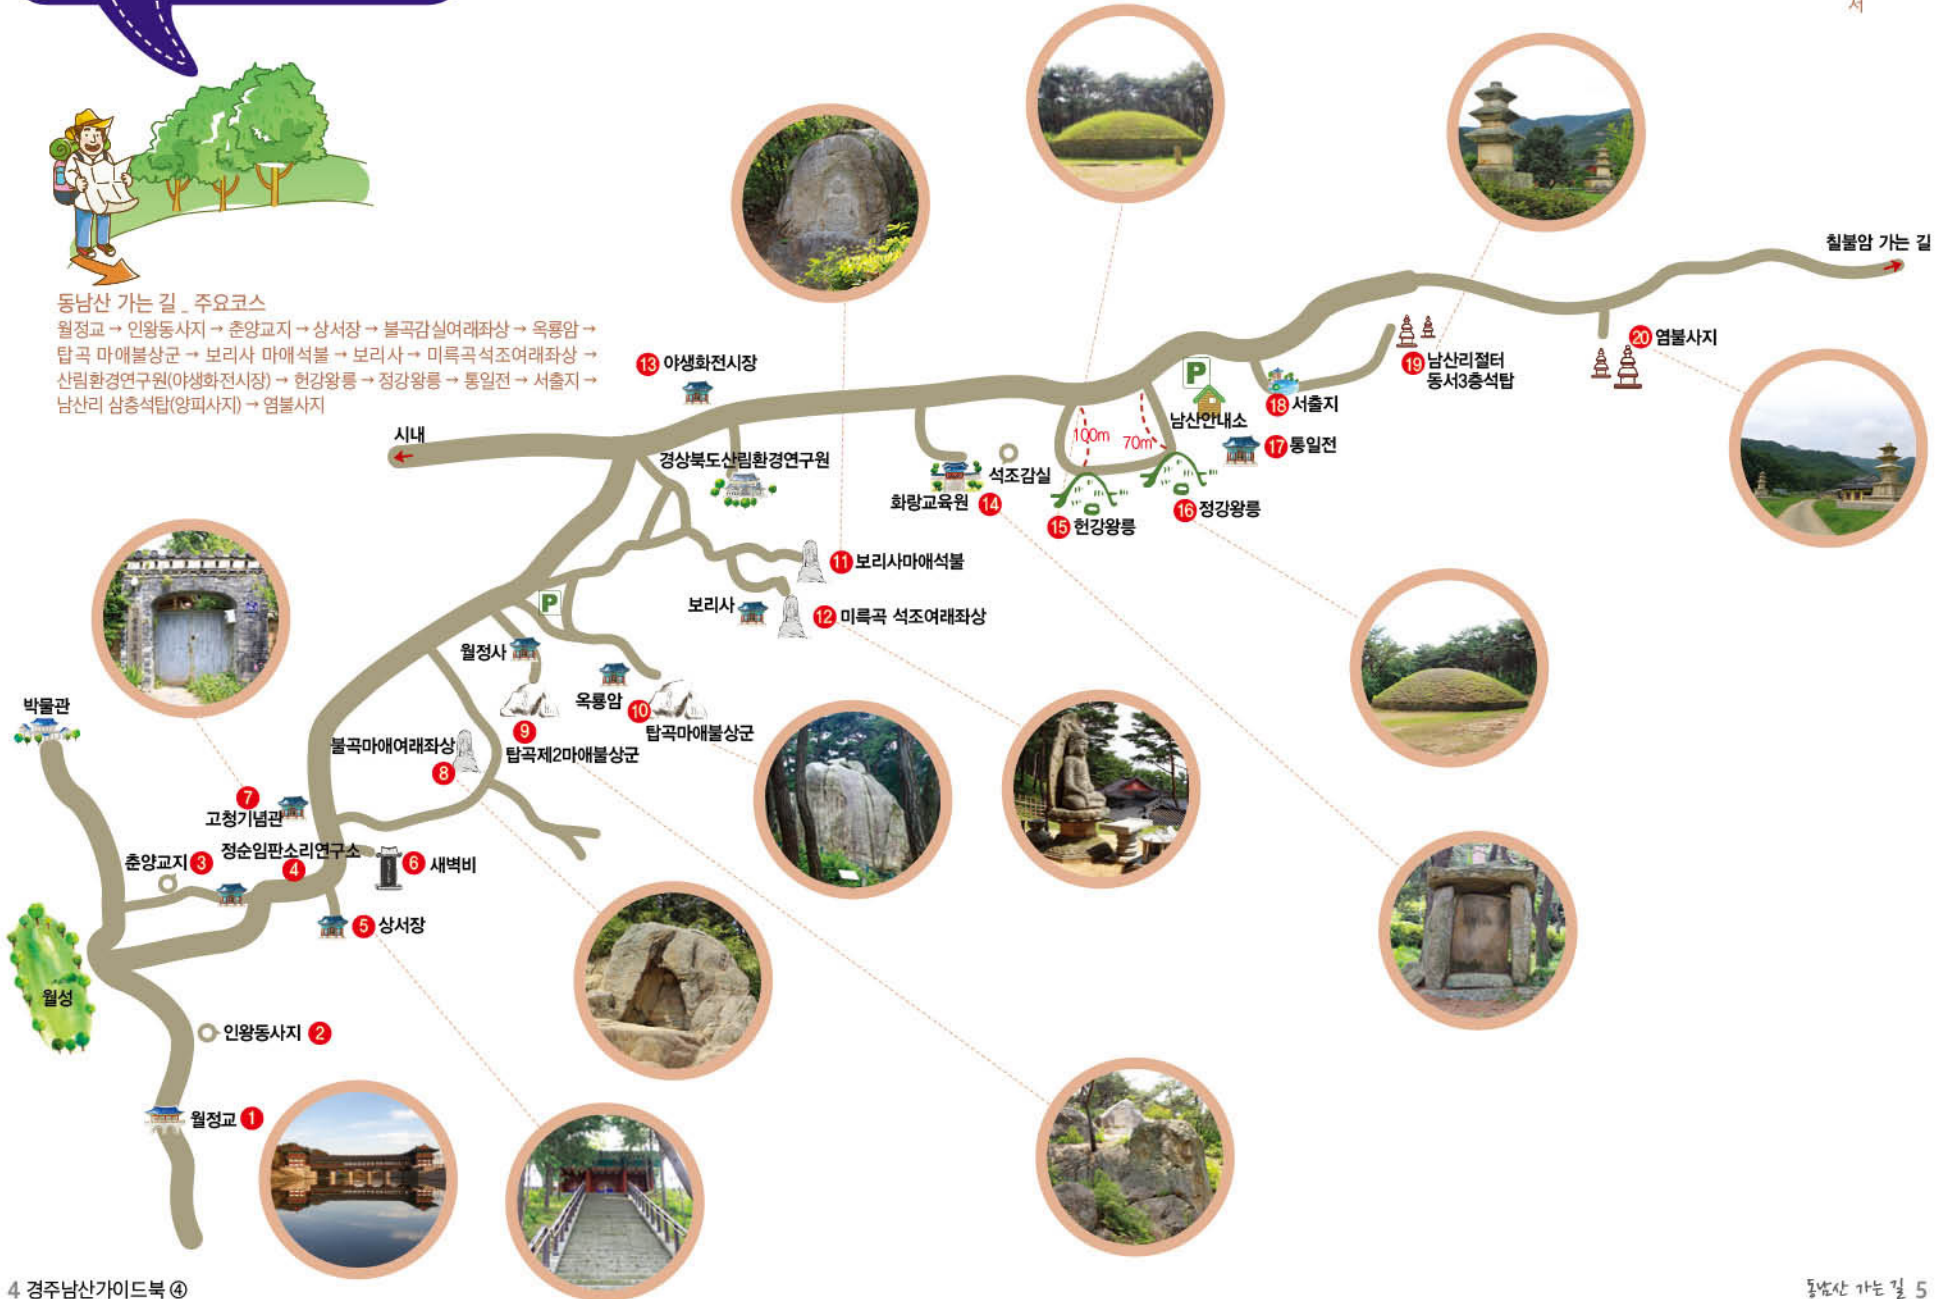 서
동남산 가는 길 _ 주요코스
월정교 → 인왕동사지 → 춘양교지 → 상서장 → 불곡감실여래좌상 → 옥룡암 →
탑곡 마애불상군 → 보리사 마애석불 → 보리사 → 미륵곡석조여래좌상 →
산림환경연구원(야생화전시장) → 헌강왕릉 → 정강왕릉 → 통일전 → 서출지 →
남산리 삼층석탑(양피사지) → 염불사지
칠불암 가는 길
20 염불사지
19 남산리절터
동서3층석탑
13 야생화전시장
P
18 서출지
남산안내소
17 통일전
시내
100m
70m
경상북도산림환경연구원
석조감실
화랑교육원 14
15 헌강왕릉
16 정강왕릉
11 보리사마애석불
보리사
12 미륵곡 석조여래좌상
P
월정사
옥룡암
10
탑곡마애불상군
9
탑곡제2마애불상군
불곡마애여래좌상
8
박물관
7
고청기념관
정순임판소리연구소
4
춘양교지 3
6 새벽비
5 상서장
월성
인왕동사지 2
월정교 1
4 경주남산가이드북 ④
동남산 가는 길 5